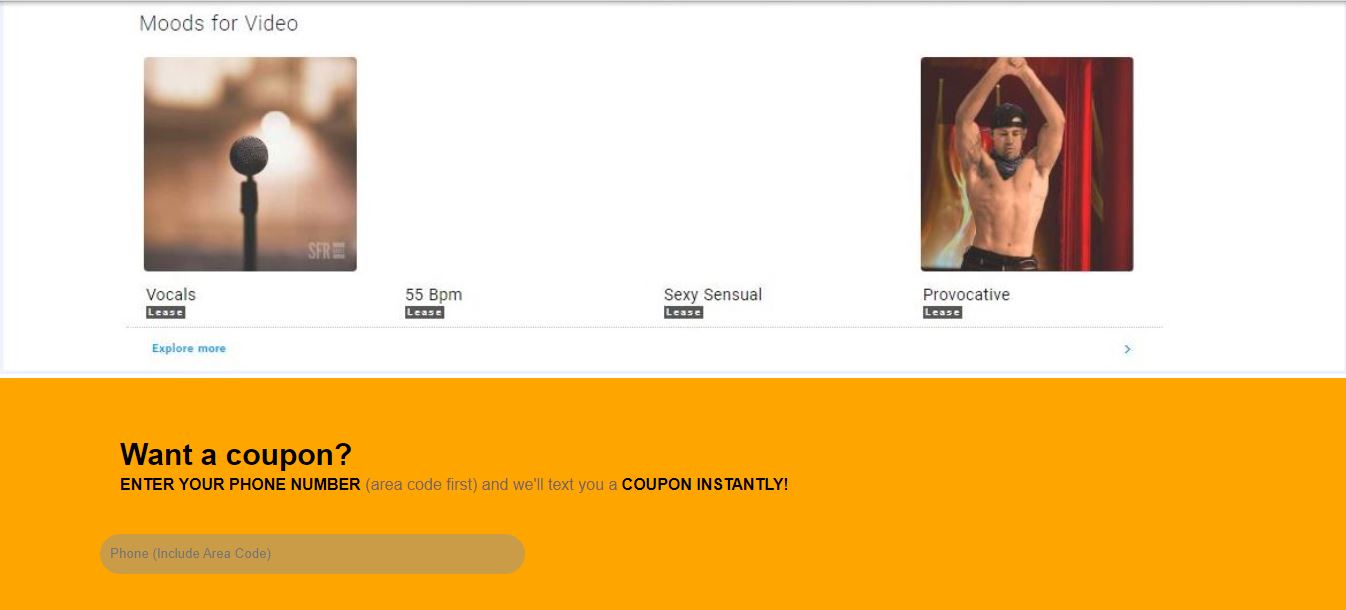 Moods for Video
SFR
Vocals
Lease
55 Bpm
Lease
Sexy Sensual
Lease
Provocative
Lease
Explore more
Want a coupon?
ENTER YOUR PHONE NUMBER (area code first) and we'll text you a COUPON INSTANTLY!
Phone (Include Area Code)